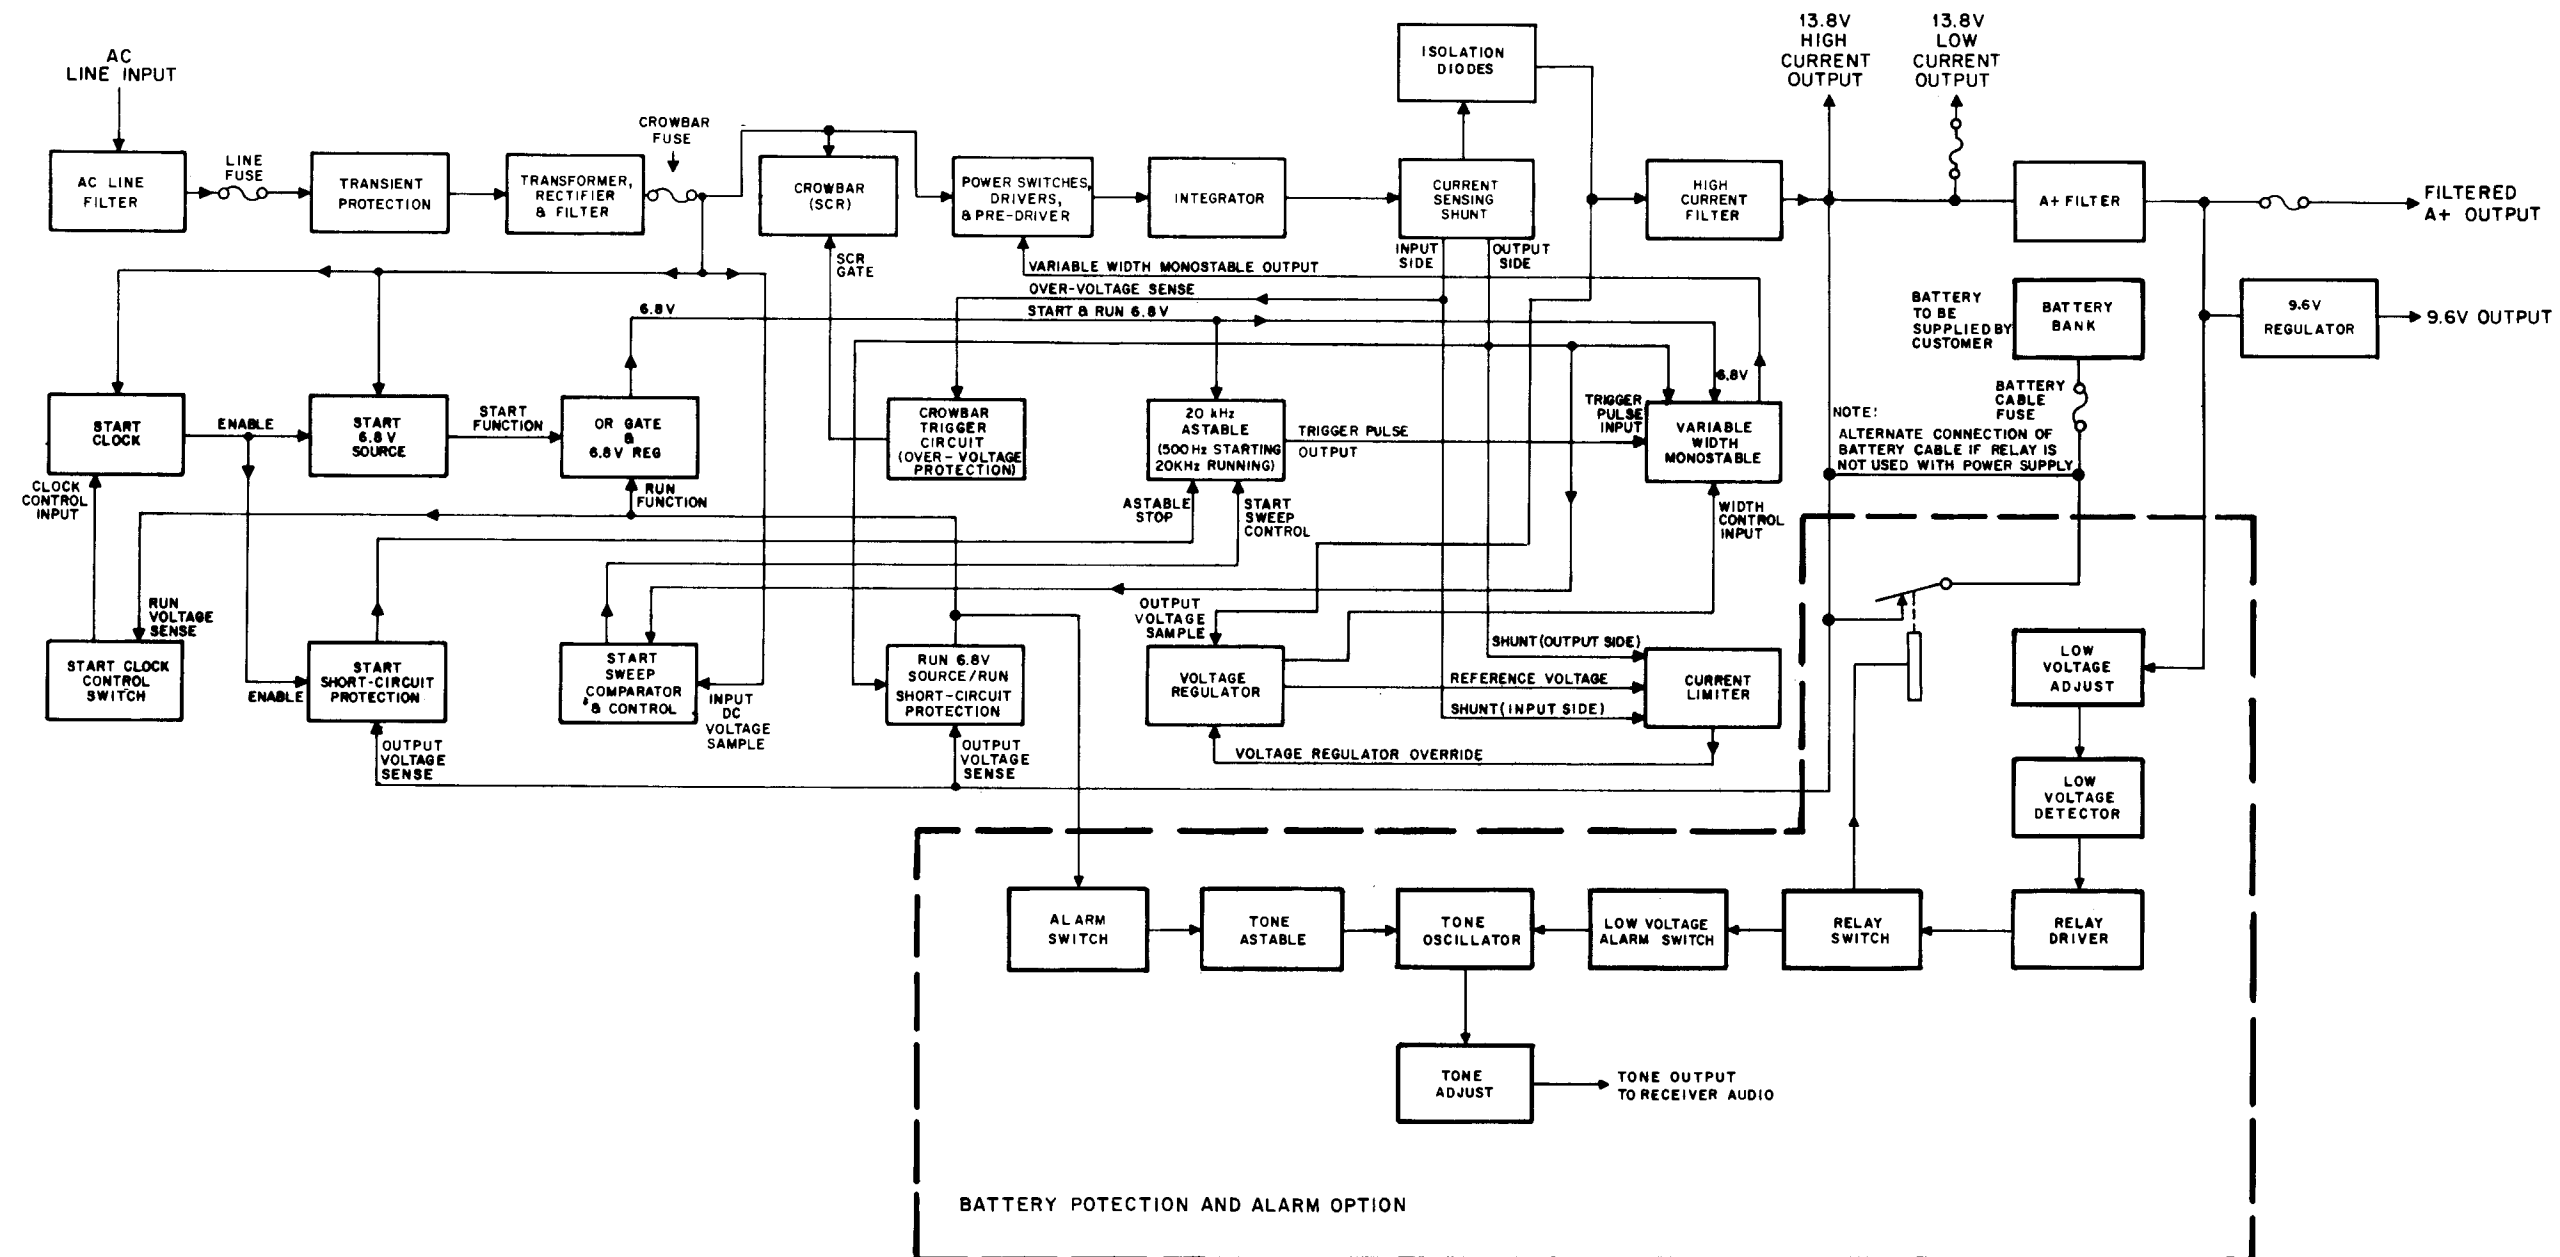 AC
LINE INPUT
AC LINE
FILTER
LINE
FUSE
TRANSIENT
PROTECTION
TRANSFORMER,
RECTIFIER
& FILTER
CROWBAR
FUSE
CROWBAR
(SCR)
POWER SWITCHES,
DRIVERS,
& PRE-DRIVER
INTEGRATOR
ISOLATION
DIODES
CURRENT
SENSING
SHUNT
HIGH
CURRENT
FILTER
13.8V
HIGH
CURRENT
OUTPUT
13.8V
LOW
CURRENT
OUTPUT
A+ FILTER
FILTERED
A+ OUTPUT
SCR
GATE
INPUT
SIDE
OUTPUT
SIDE
VARIABLE WIDTH MONOSTABLE OUTPUT
OVER-VOLTAGE SENSE
START & RUN 6.8V
6.8V
BATTERY
TO BE
SUPPLIED BY
CUSTOMER
BATTERY
BANK
9.6V
REGULATOR
9.6V OUTPUT
START
CLOCK
ENABLE
START
6.8 V
SOURCE
START
FUNCTION
OR GATE
&
6.8V REG
CROWBAR
TRIGGER
CIRCUIT
(OVER-VOLTAGE
PROTECTION)
20 kHz
ASTABLE
(500Hz STARTING
20KHz RUNNING)
TRIGGER PULSE
OUTPUT
TRIGGER
PULSE
INPUT
6.8V
VARIABLE
WIDTH
MONOSTABLE
BATTERY
CABLE
FUSE
NOTE:
ALTERNATE CONNECTION OF
BATTERY CABLE IF RELAY IS
NOT USED WITH POWER SUPPLY
CLOCK
CONTROL
INPUT
RUN
FUNCTION
ASTABLE
STOP
START
SWEEP
CONTROL
WIDTH
CONTROL
INPUT
RUN
VOLTAGE
SENSE
START CLOCK
CONTROL
SWITCH
ENABLE
START
SHORT-CIRCUIT
PROTECTION
START
SWEEP
COMPARATOR
& CONTROL
INPUT
DC
VOLTAGE
SAMPLE
RUN 6.8V
SOURCE/RUN
SHORT-CIRCUIT
PROTECTION
OUTPUT
VOLTAGE
SAMPLE
VOLTAGE
REGULATOR
SHUNT (OUTPUT SIDE)
REFERENCE VOLTAGE
SHUNT (INPUT SIDE)
CURRENT
LIMITER
VOLTAGE REGULATOR OVERRIDE
OUTPUT
VOLTAGE
SENSE
OUTPUT
VOLTAGE
SENSE
LOW
VOLTAGE
ADJUST
LOW
VOLTAGE
DETECTOR
ALARM
SWITCH
TONE
ASTABLE
TONE
OSCILLATOR
LOW VOLTAGE
ALARM SWITCH
RELAY
SWITCH
RELAY
DRIVER
TONE
ADJUST
TONE OUTPUT
TO RECEIVER AUDIO
BATTERY POTECTION AND ALARM OPTION